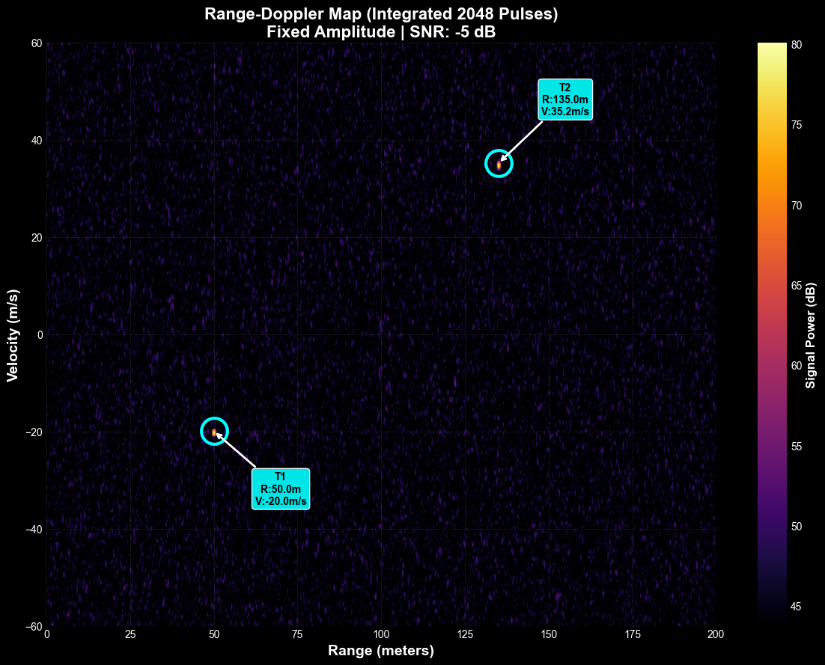 Range-Doppler Map (Integrated 2048 Pulses)
Fixed Amplitude | SNR: -5 dB
60
40
20
0
−20
−40
−60
Velocity (m/s)
T2
R:135.0m
V:35.2m/s
T1
R:50.0m
V:-20.0m/s
0
25
50
75
100
125
150
175
200
Range (meters)
80
75
70
65
60
55
50
45
Signal Power (dB)